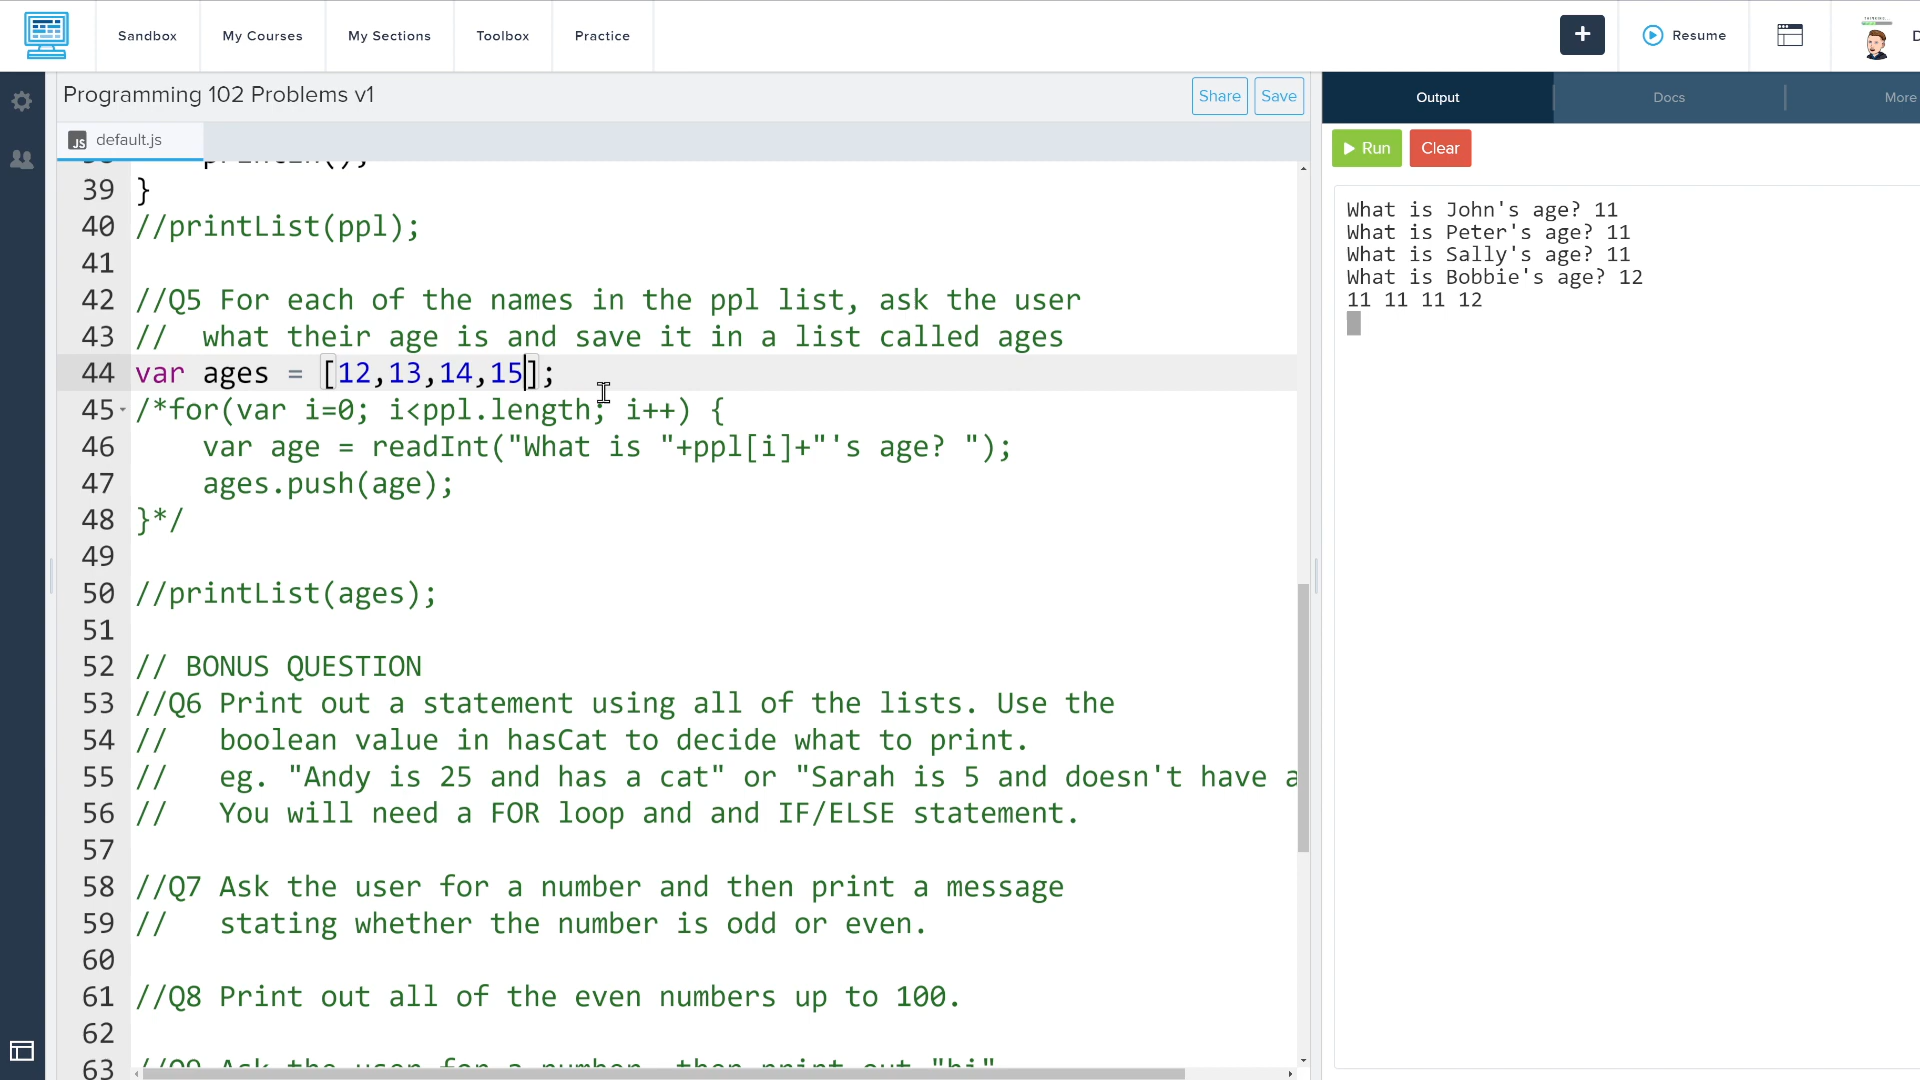 Sandbox
My Courses
My Sections
Toolbox
Practice
+
Resume
Programming 102 Problems v1
Share
Save
Output
Docs
More
JS default.js
Run
Clear
39 }
40 //printList(ppl);
41
42 //Q5 For each of the names in the ppl list, ask the user
43 //  what their age is and save it in a list called ages
44 var ages = [12,13,14,15];
45 /*for(var i=0; i<ppl.length; i++) {
46     var age = readInt("What is "+ppl[i]+"'s age? ");
47     ages.push(age);
48 }*/
49
50 //printList(ages);
51
52 // BONUS QUESTION
53 //Q6 Print out a statement using all of the lists. Use the
54 //   boolean value in hasCat to decide what to print.
55 //   eg. "Andy is 25 and has a cat" or "Sarah is 5 and doesn't have a
56 //   You will need a FOR loop and and IF/ELSE statement.
57
58 //Q7 Ask the user for a number and then print a message
59 //   stating whether the number is odd or even.
60
61 //Q8 Print out all of the even numbers up to 100.
62
63
What is John's age? 11
What is Peter's age? 11
What is Sally's age? 11
What is Bobbie's age? 12
11 11 11 12